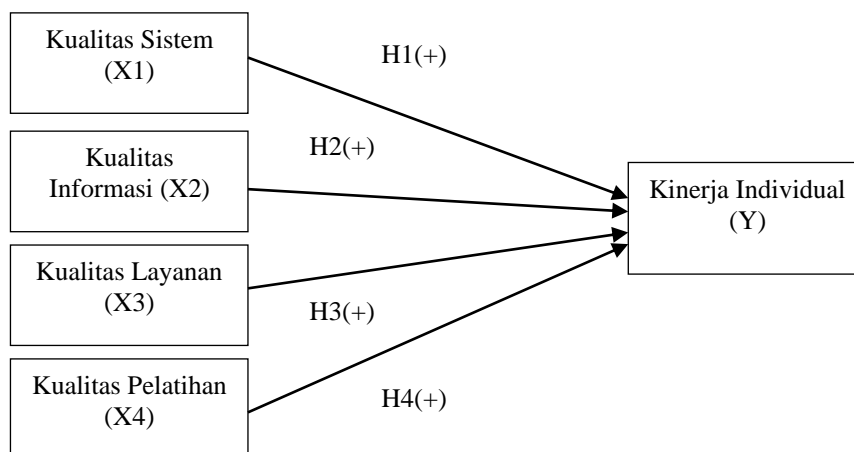 Kualitas Sistem
(X1)
H1(+)
Kualitas
Informasi (X2)
H2(+)
Kinerja Individual
(Y)
Kualitas Layanan
(X3)
H3(+)
Kualitas Pelatihan
(X4)
H4(+)